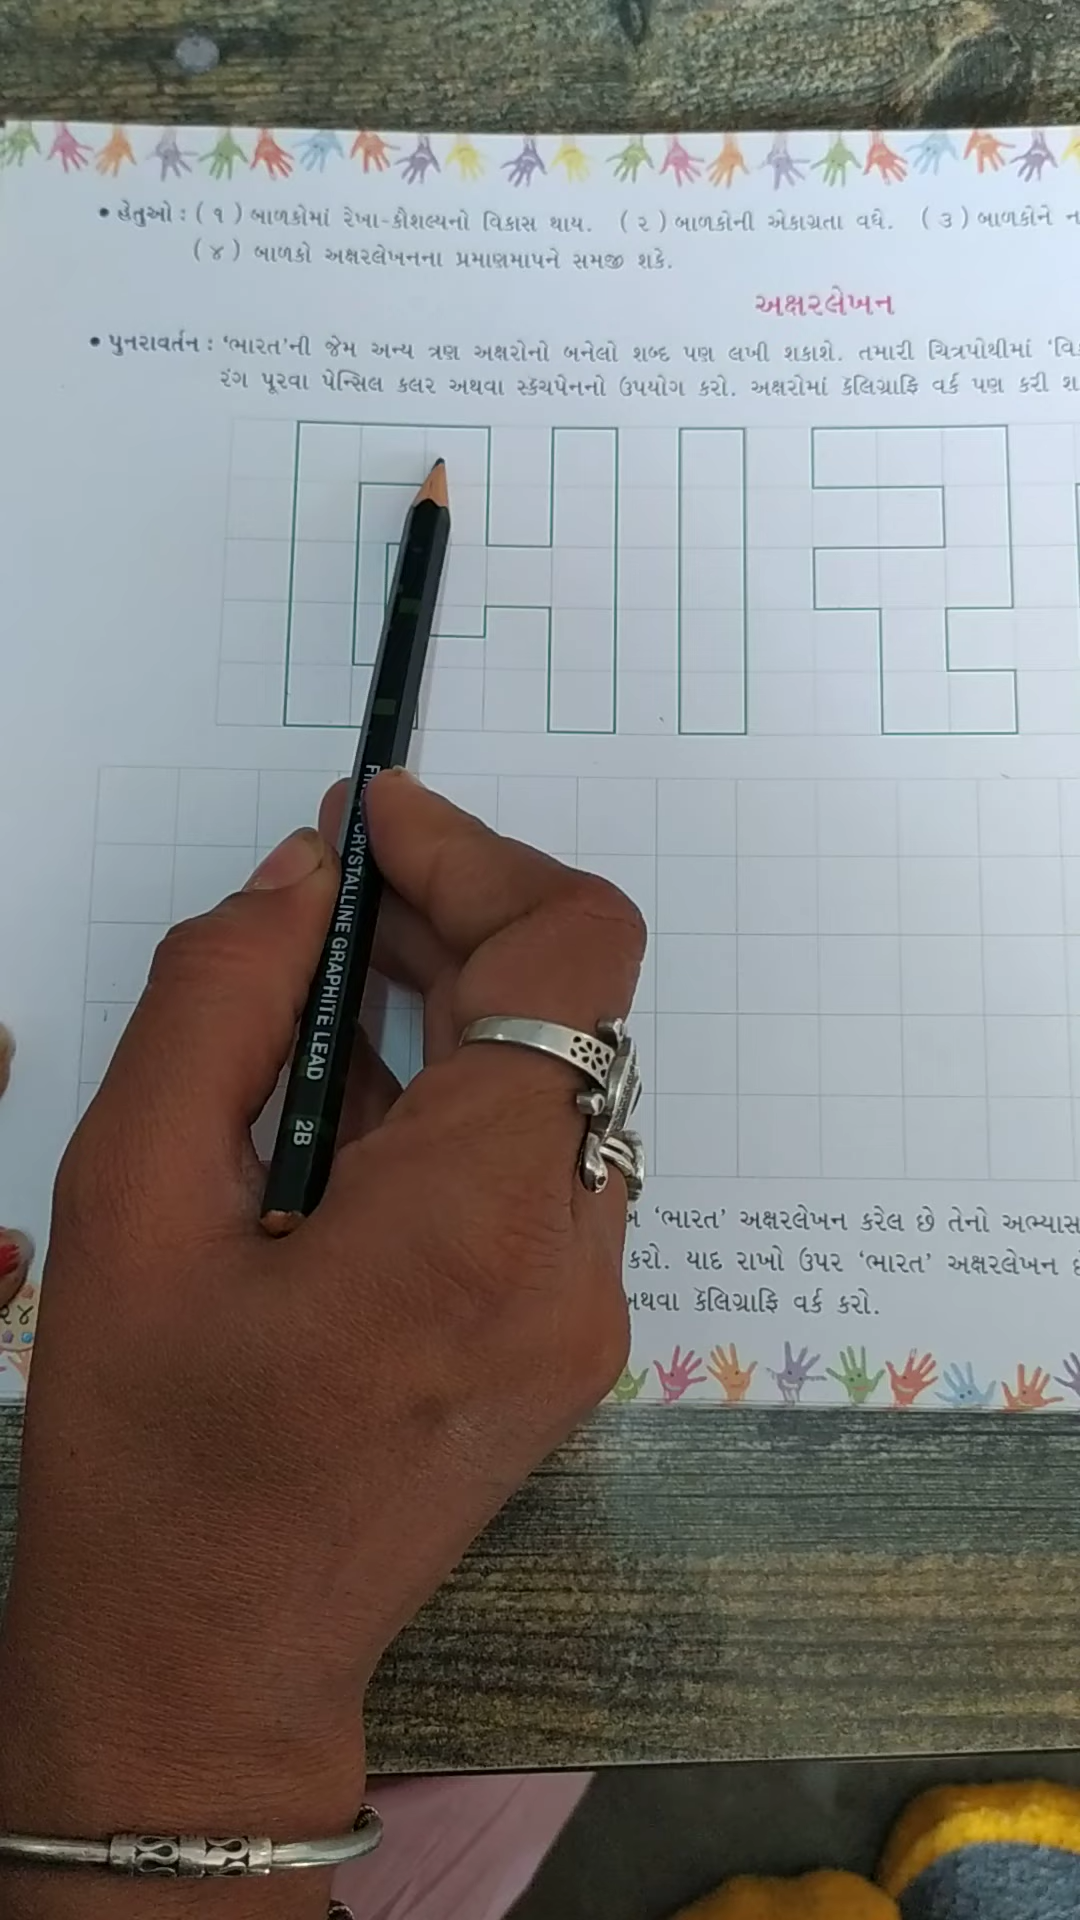 • હેતુઓ : ( ૧ ) બાળકોમાં રેખા-કૌશલ્યનો વિકાસ થાય. ( ૨ ) બાળકોની એકાગ્રતા વધે. ( ૩ ) બાળકોને
( ૪ ) બાળકો અક્ષરલેખનના પ્રમાણમાપને સમજી શકે.
અક્ષરલેખન
• પુનરાવર્તન : ‘ભારત’ની જેમ અન્ય ત્રણ અક્ષરોનો બનેલો શબ્દ પણ લખી શકાશે. તમારી ચિત્રપોથીમાં
રંગ પૂરવા પેન્સિલ કલર અથવા સ્કૅચપેનનો ઉપયોગ કરો. અક્ષરોમાં કૅલિગ્રાફિ વર્ક પણ કરી
ભાર
CRYSTALLINE GRAPHITE LEAD 2B
‘ભારત’ અક્ષરલેખન કરેલ છે તેનો અભ્યાસ
કરો. યાદ રાખો ઉપર ‘ભારત’ અક્ષરલેખન
અથવા કૅલિગ્રાફિ વર્ક કરો.
૨૪